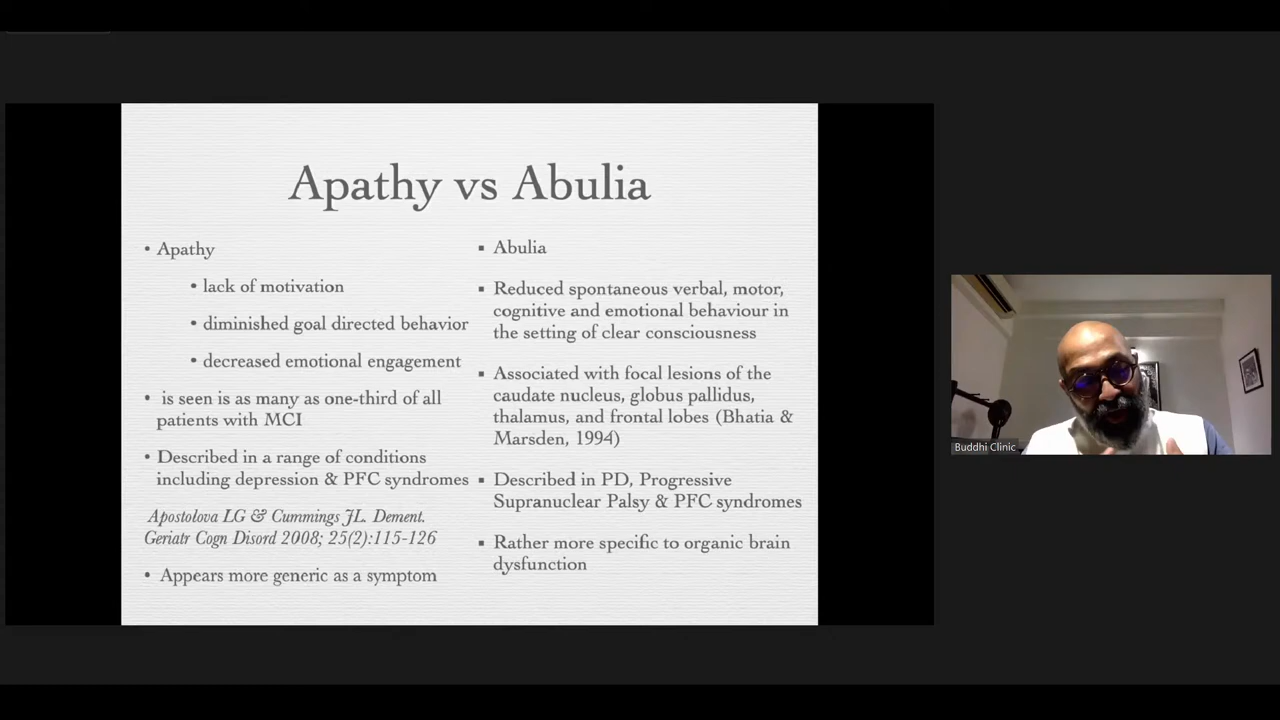 Apathy vs Abulia
• Apathy
• lack of motivation
• diminished goal directed behavior
• decreased emotional engagement
• is seen is as many as one-third of all
patients with MCI
• Described in a range of conditions
including depression & PFC syndromes
Apostolova LG & Cummings JL. Dement.
Geriatr Cogn Disord 2008; 25(2):115-126
• Appears more generic as a symptom
▪ Abulia
▪ Reduced spontaneous verbal, motor,
cognitive and emotional behaviour in
the setting of clear consciousness
▪ Associated with focal lesions of the
caudate nucleus, globus pallidus,
thalamus, and frontal lobes (Bhatia &
Marsden, 1994)
▪ Described in PD, Progressive
Supranuclear Palsy & PFC syndromes
▪ Rather more specific to organic brain
dysfunction
Buddhi Clinic